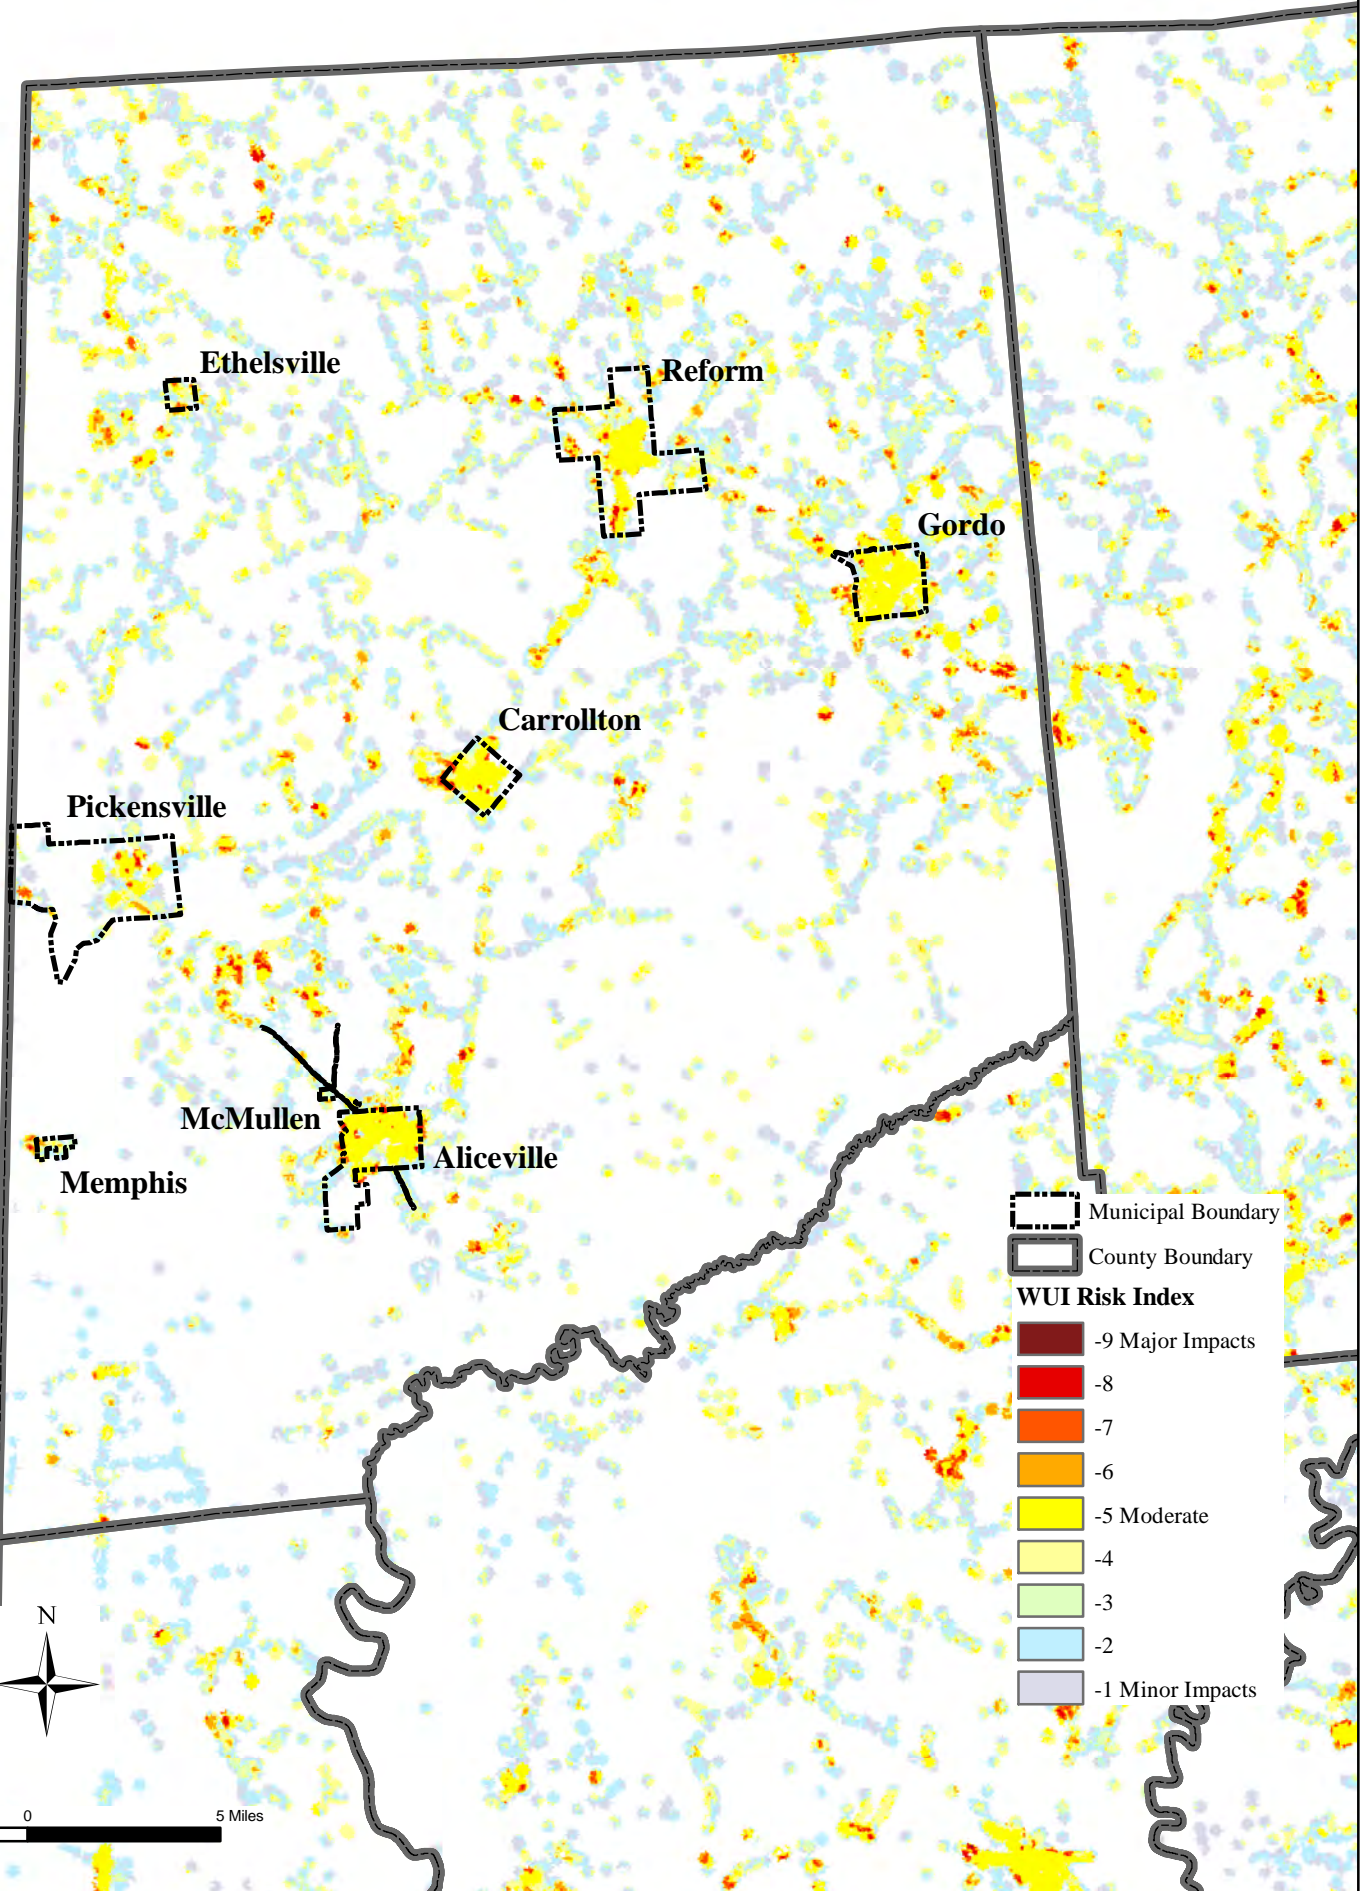 Ethelsville
Reform
Gordo
Carrollton
Pickensville
McMullen
Aliceville
Memphis
Municipal Boundary
County Boundary
WUI Risk Index
-9 Major Impacts
-8
-7
-6
-5 Moderate
-4
-3
-2
-1 Minor Impacts
N
0 5 Miles